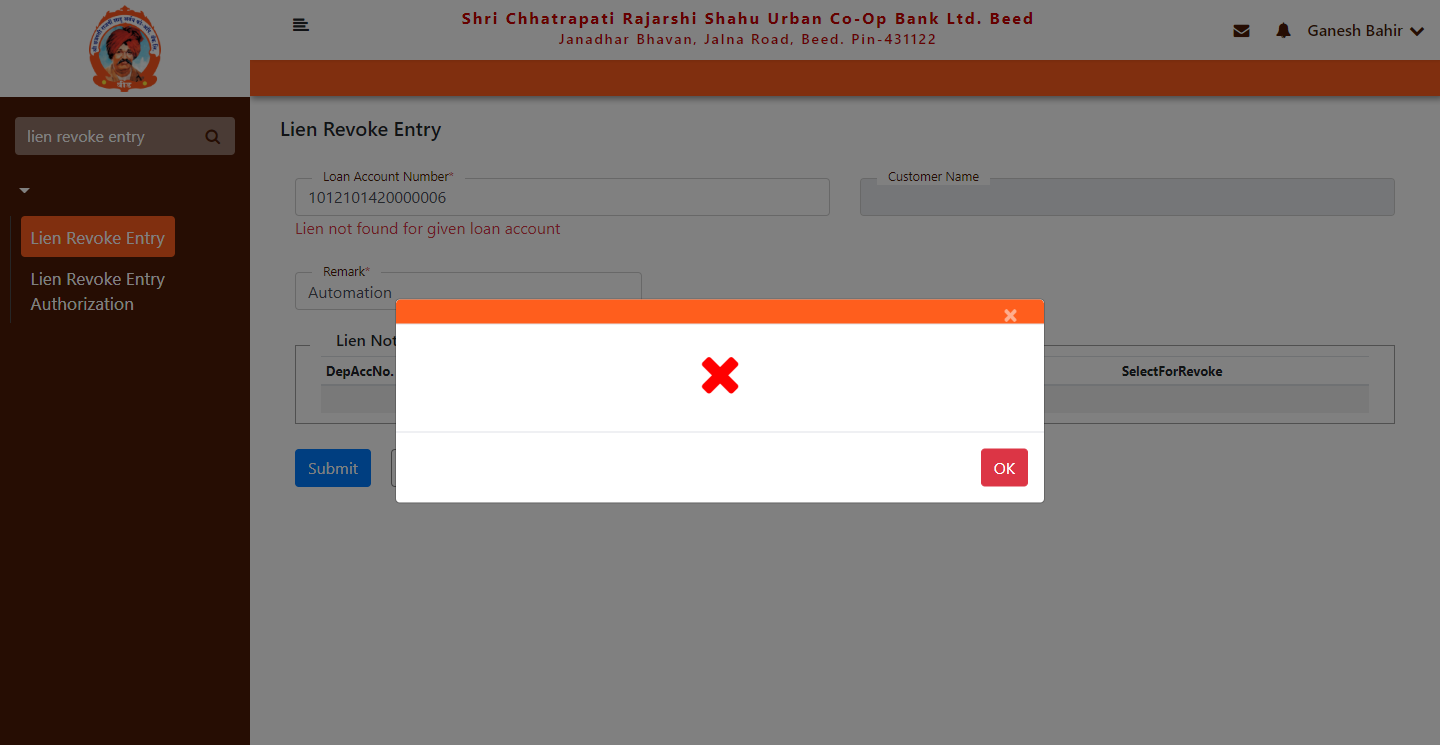 Shri Chhatrapati Rajarshi Shahu Urban Co-Op Bank Ltd. Beed
Janadhar Bhavan, Jalna Road, Beed. Pin-431122
Ganesh Bahir
lien revoke entry
Lien Revoke Entry
Lien Revoke Entry
Authorization
Lien Revoke Entry
Loan Account Number*
1012101420000006
Customer Name
Lien not found for given loan account
Remark*
Automation
Lien Not
DepAccNo.
SelectForRevoke
Submit
OK